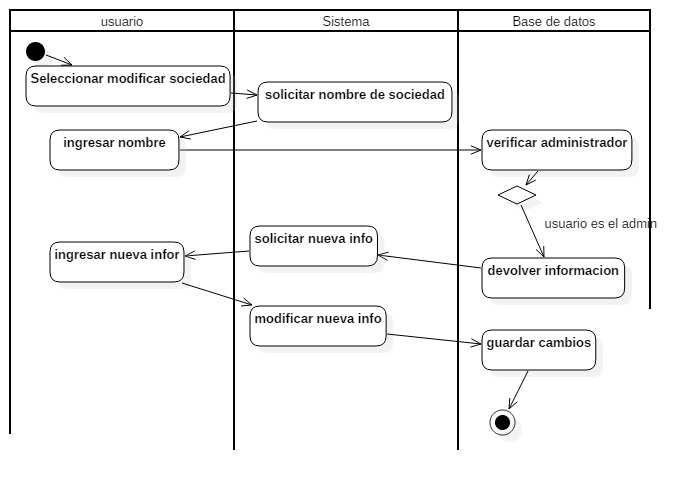 usuario
Sistema
Base de datos
Seleccionar modificar sociedad
solicitar nombre de sociedad
ingresar nombre
verificar administrador
usuario es el admin
solicitar nueva info
ingresar nueva infor
devolver informacion
modificar nueva info
guardar cambios